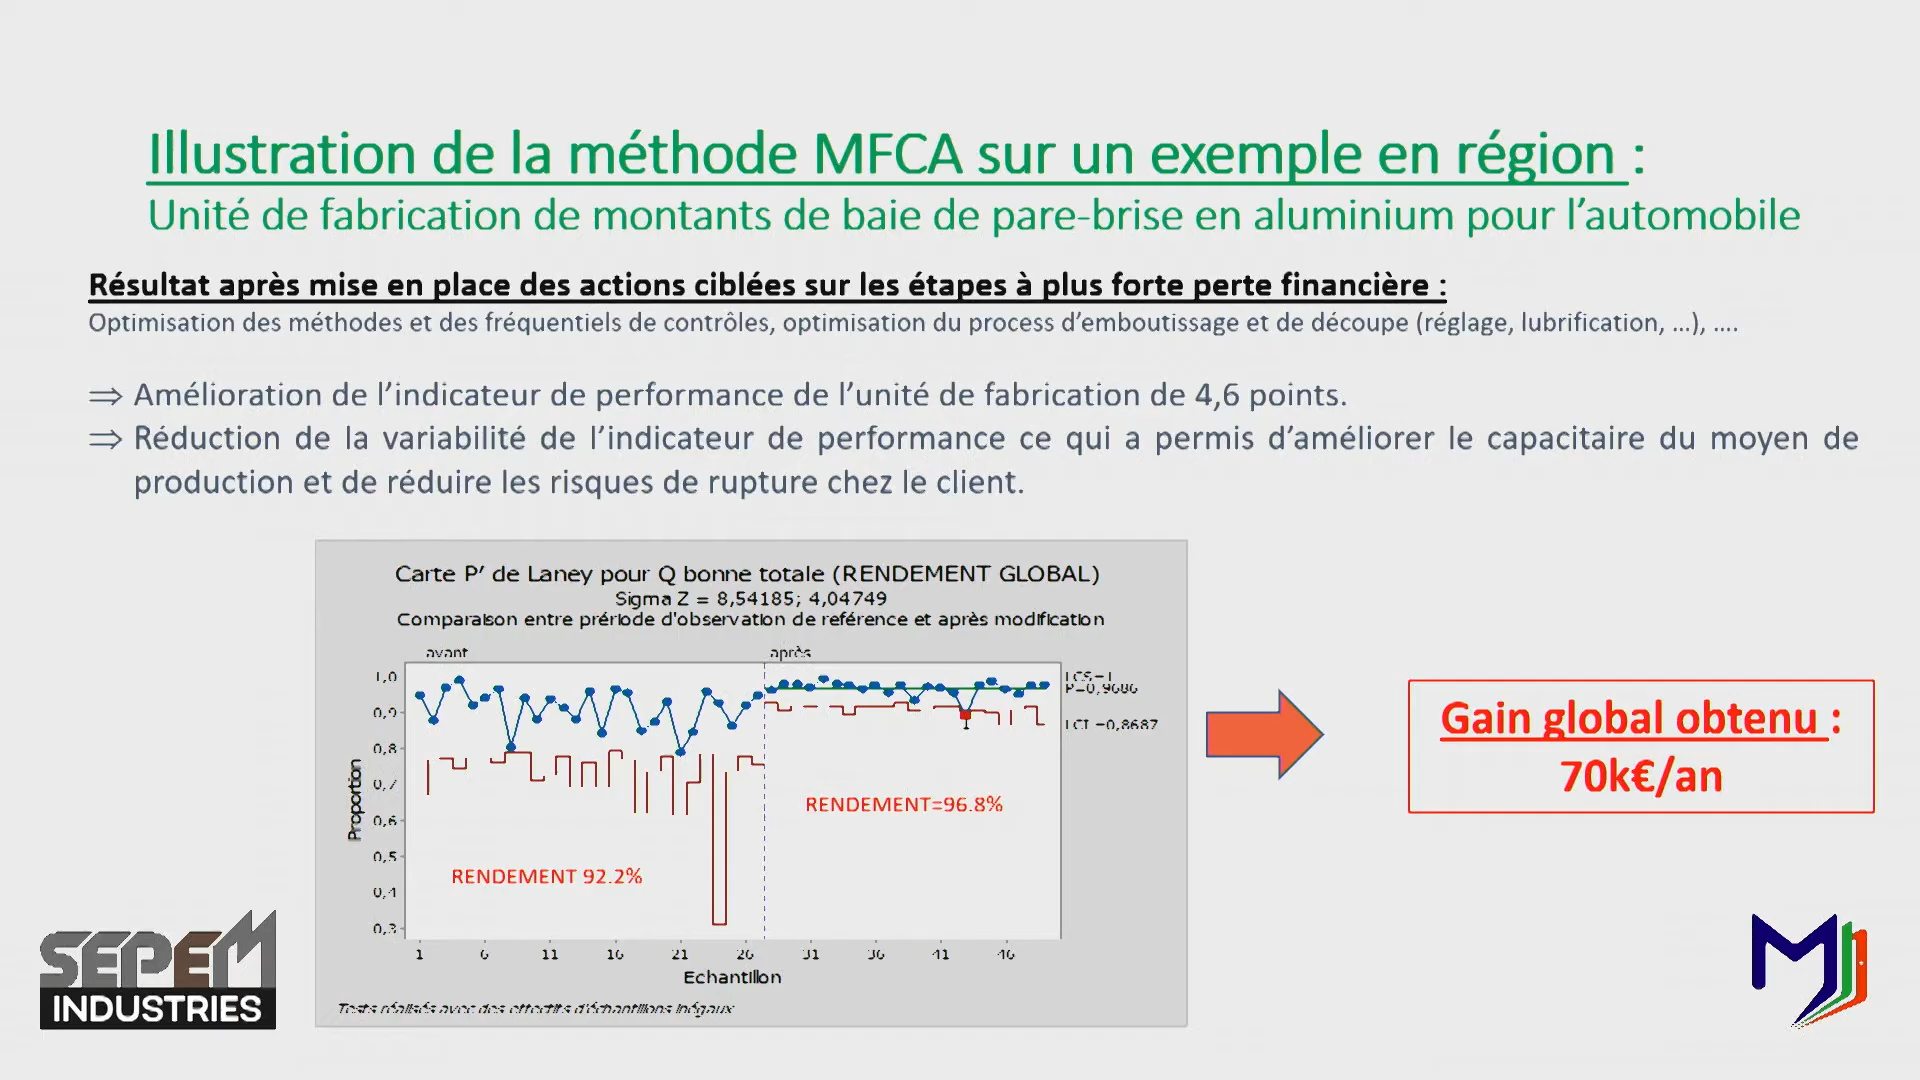 Illustration de la méthode MFCA sur un exemple en région :
Unité de fabrication de montants de baie de pare-brise en aluminium pour l’automobile
Résultat après mise en place des actions ciblées sur les étapes à plus forte perte financière :
Optimisation des méthodes et des fréquentiels de contrôles, optimisation du process d’emboutissage et de découpe (réglage, lubrification, ...), ....
⇒ Amélioration de l’indicateur de performance de l’unité de fabrication de 4,6 points.
⇒ Réduction de la variabilité de l’indicateur de performance ce qui a permis d’améliorer le capacitaire du moyen de
production et de réduire les risques de rupture chez le client.
Carte P’ de Laney pour Q bonne totale (RENDEMENT GLOBAL)
Sigma Z = 8,54185; 4,04749
Comparaison entre prériode d'observation de reférence et après modification
avant après
1,0
0,9
0,8
0,7
0,6
0,5
0,4
0,3
Proportion
LCS=1
P=0,9686
LCI=0,8687
RENDEMENT=96.8%
RENDEMENT 92.2%
1 6 11 16 21 26 31 36 41 46
Echantillon
Tests réalisés avec des effectifs d'échantillons inégaux
Gain global obtenu :
70k€/an
SEPEM
INDUSTRIES
MJ